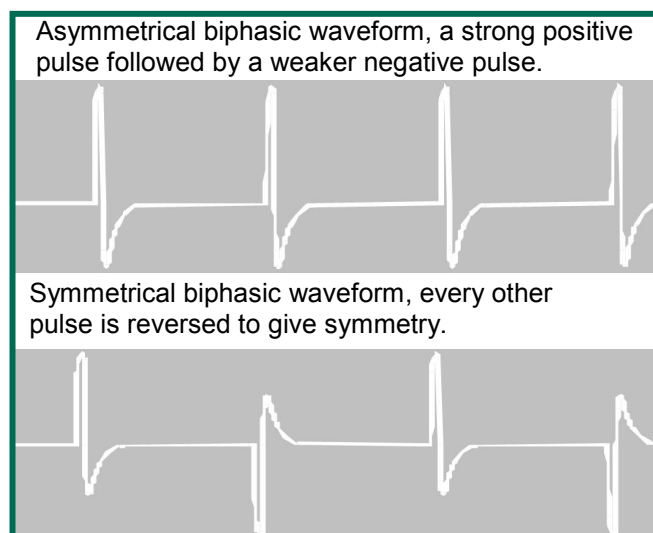 Asymmetrical biphasic waveform, a strong positive
pulse followed by a weaker negative pulse.
Symmetrical biphasic waveform, every other
pulse is reversed to give symmetry.